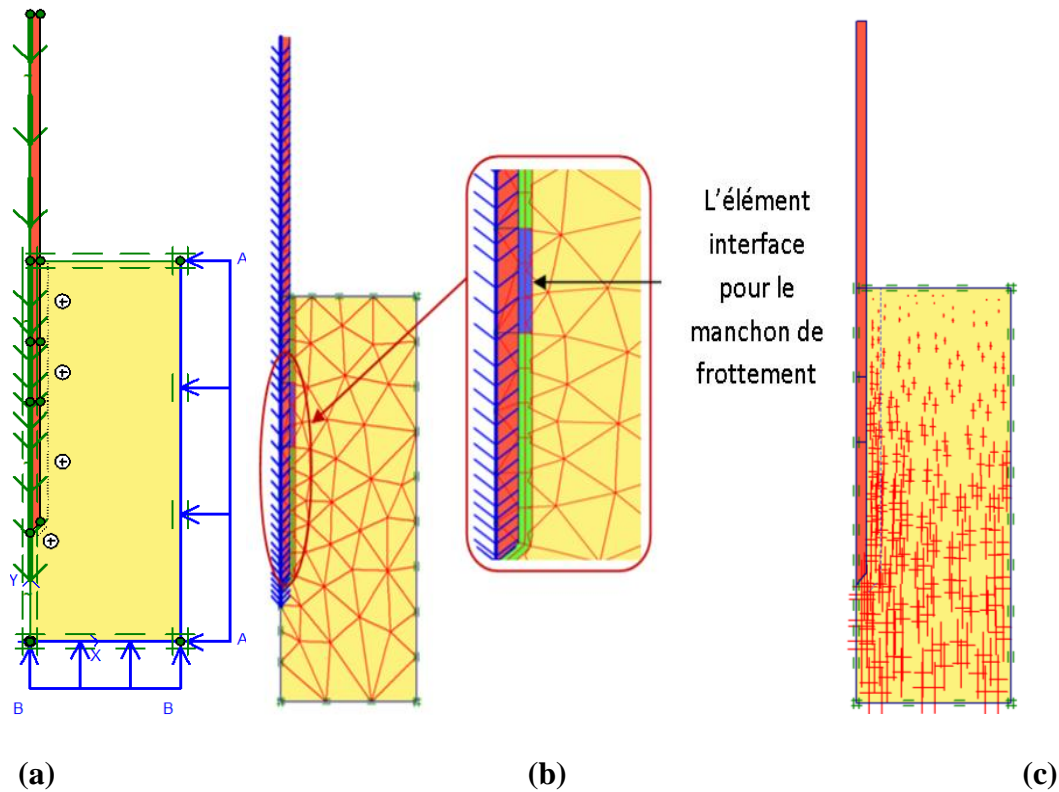 A
Y
X
A
B
B
L'élément
interface
pour le
manchon de
frottement
(a)
(b)
(c)